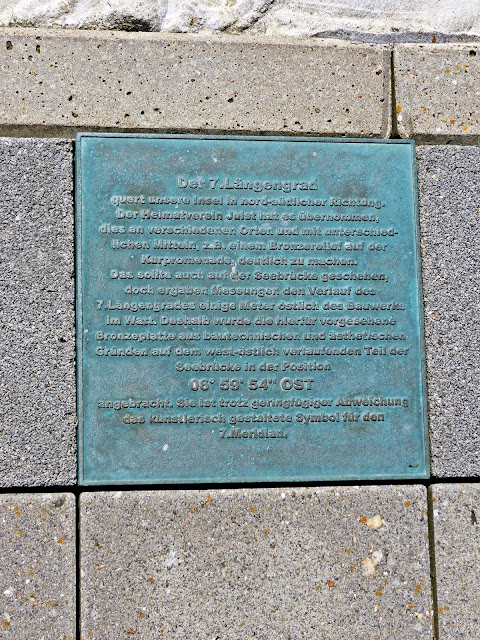 Der 7. Längengrad
quert unsere Insel in nord-südlicher Richtung.
Der Heimatverein Juist hat es übernommen,
dies an verschiedenen Orten und mit unterschied-
lichen Mitteln, z.B. einem Bronzerelief auf der
Kurpromenade, deutlich zu machen.
Das sollte auch auf der Seebrücke geschehen,
doch ergaben Messungen den Verlauf des
7. Längengrades einige Meter östlich des Bauwerks
im Watt. Deshalb wurde die hierfür vorgesehene
Bronzeplatte aus bautechnischen und ästhetischen
Gründen auf dem west-östlich verlaufenden Teil der
Seebrücke in der Position
06° 59' 54" OST
angebracht. Sie ist trotz geringfügiger Abweichung
das künstlerisch gestaltete Symbol für den
7. Meridian.